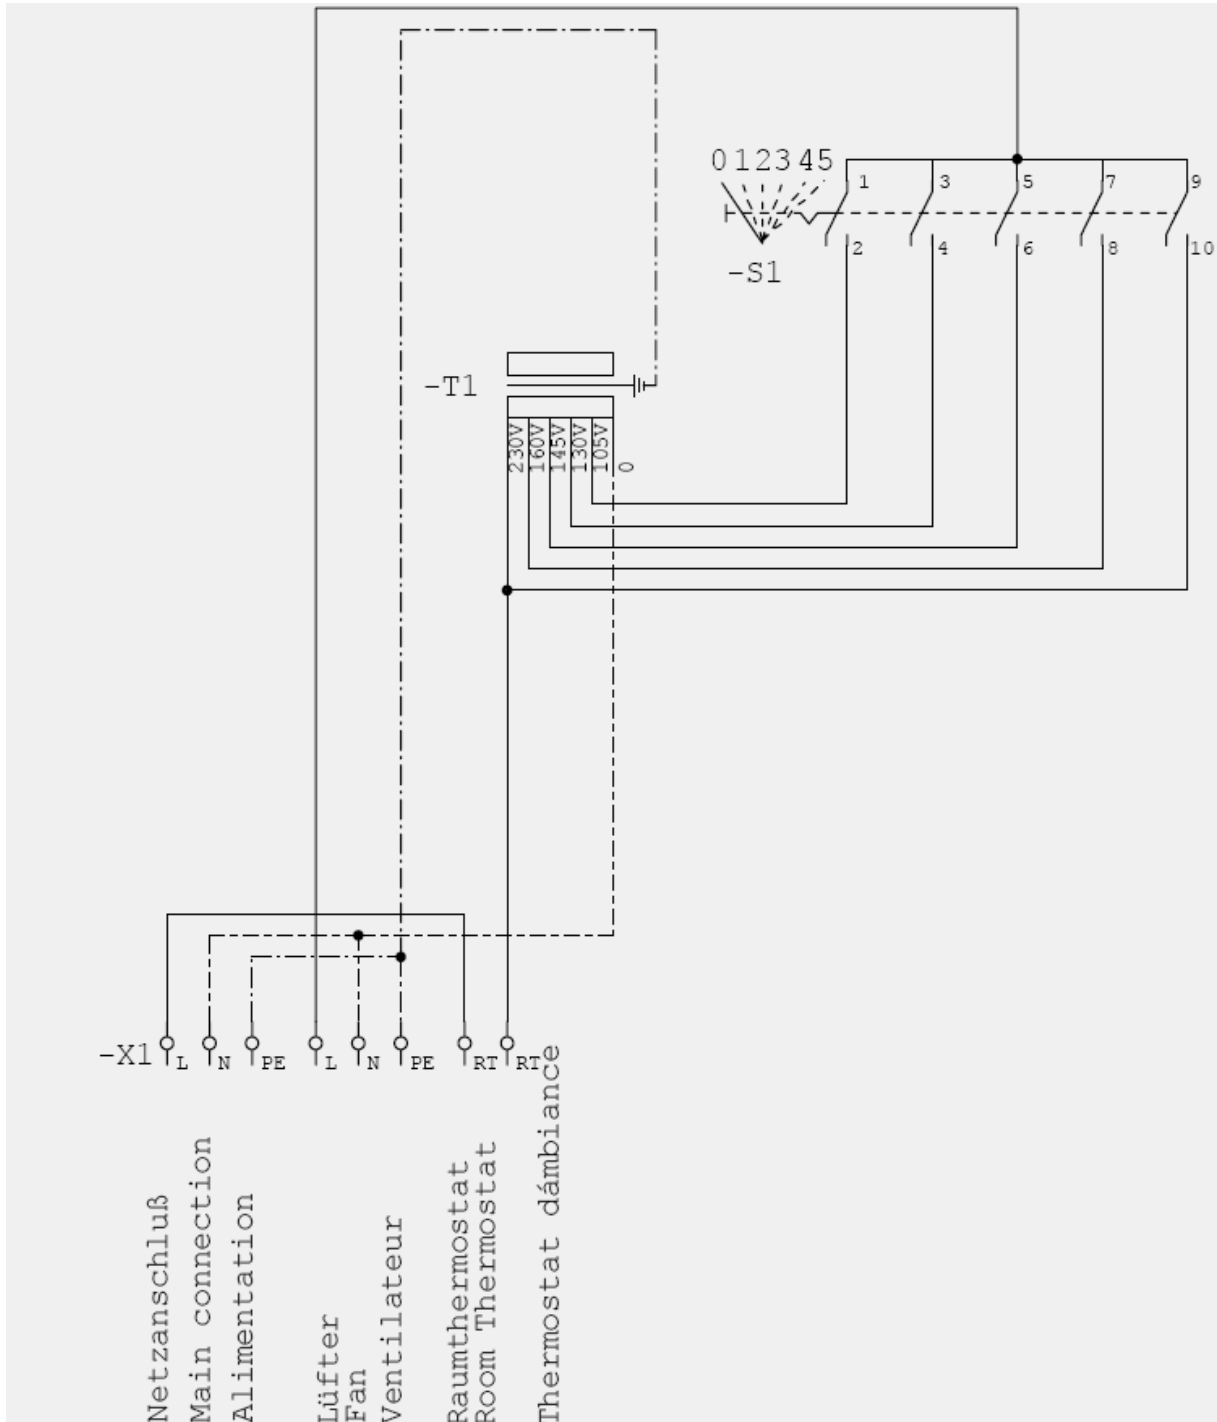 0 1 2 3 4 5
1 3 5 7 9
2 4 6 8 10
-S1
-T1
230V
160V
145V
130V
105V
0
-X1 L N PE L N PE RT RT
Netzanschluß
Main connection
Alimentation
Lüfter
Fan
Ventilateur
Raumthermostat
Room Thermostat
Thermostat dámbiance